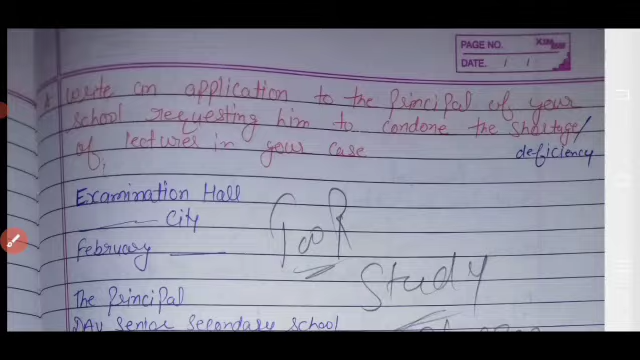 PAGE NO.
DATE. / /
write an application to the Principal of your
school requesting him to condone the shortage/
deficiency
of lectures in your case
Examination Hall
City
February
Study
The Principal
DAV Senior Secondary School